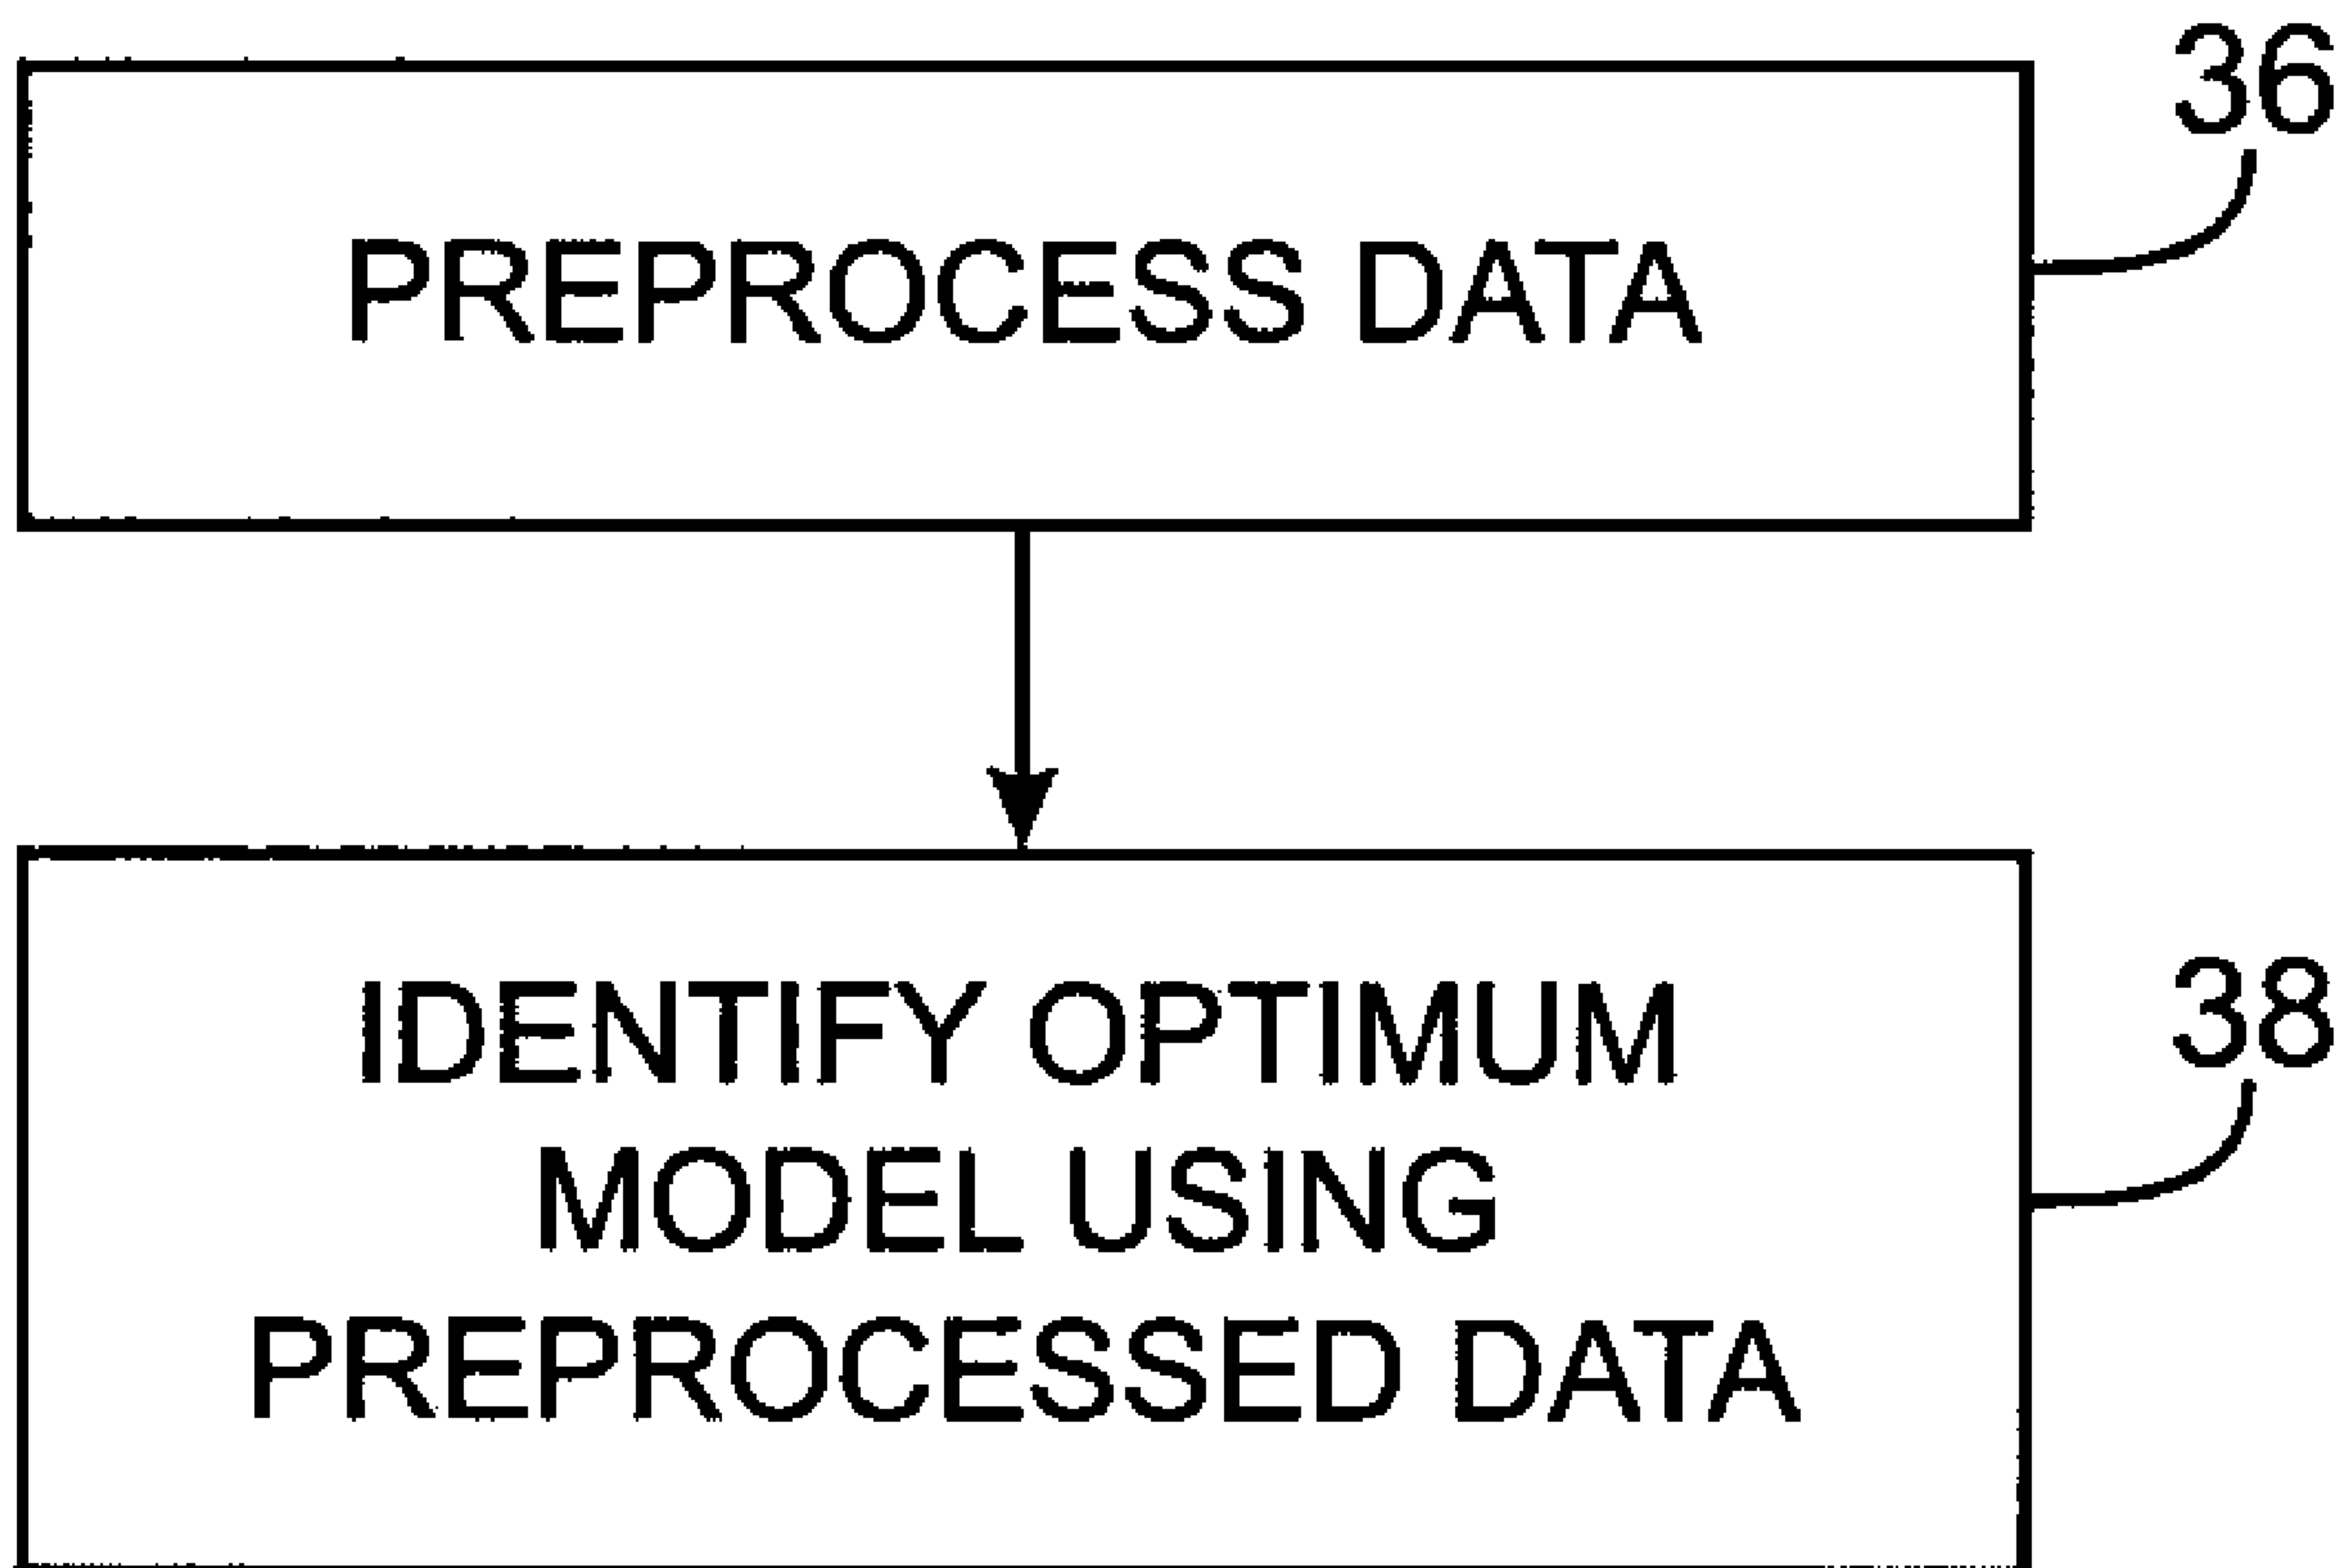 36
PREPROCESS DATA
38
IDENTIFY OPTIMUM
MODEL USING
PREPROCESSED DATA